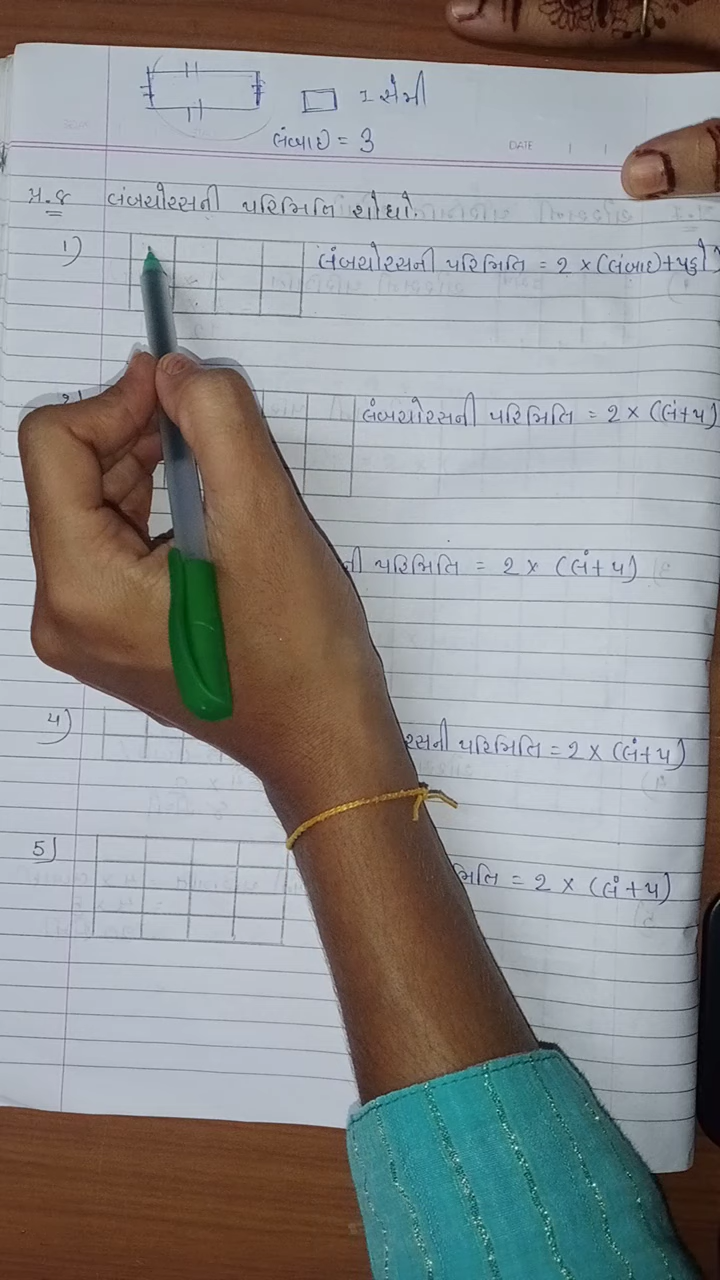 1 સેમી
લંબાઇ = 3
DATE
પ્ર.૪ લંબચોરસની પરિમિતિ શોધો.
1) લંબચોરસની પરિમિતિ = 2 × (લંબાઇ + પહો
લંબચોરસની પરિમિતિ = 2 × (લં+પ)
ની પરિમિતિ = 2 × (લં+પ)
4) રસની પરિમિતિ = 2 × (લં+પ)
5) મિતિ = 2 × (લં+પ)